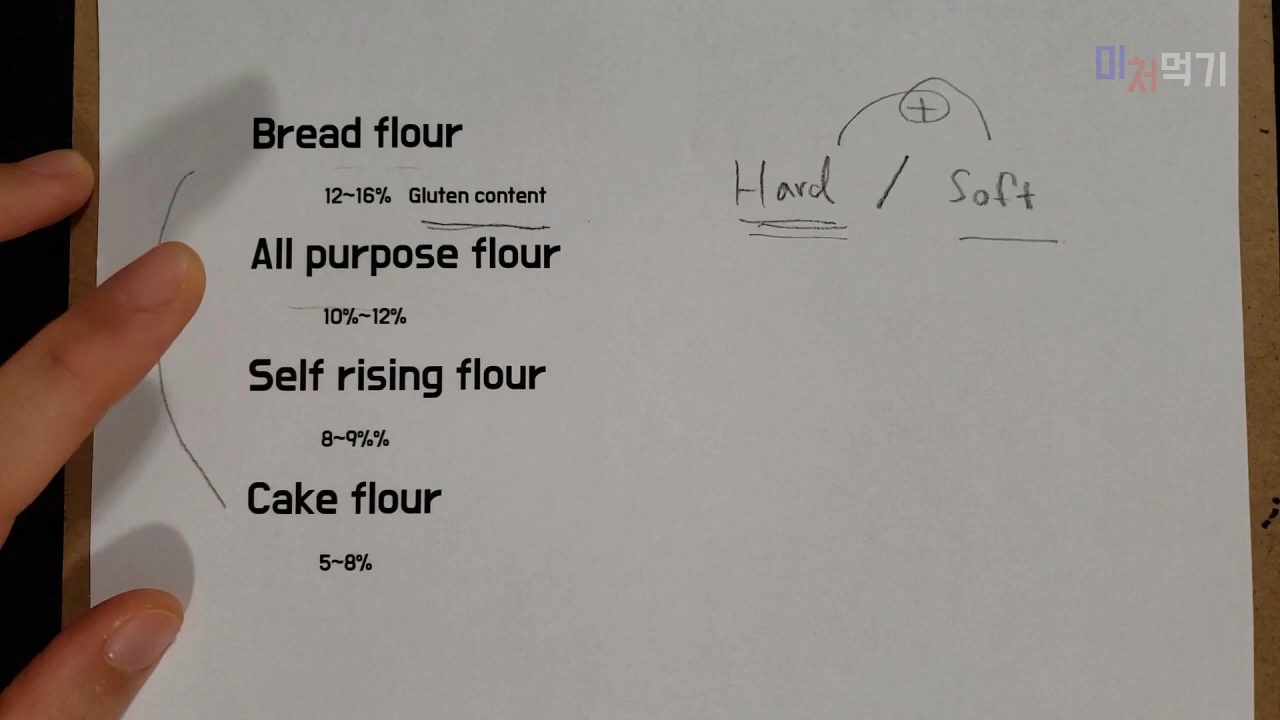 미처먹기
Bread flour
12~16% Gluten content
All purpose flour
10%~12%
Self rising flour
8~9%%
Cake flour
5~8%
+
Hard / Soft